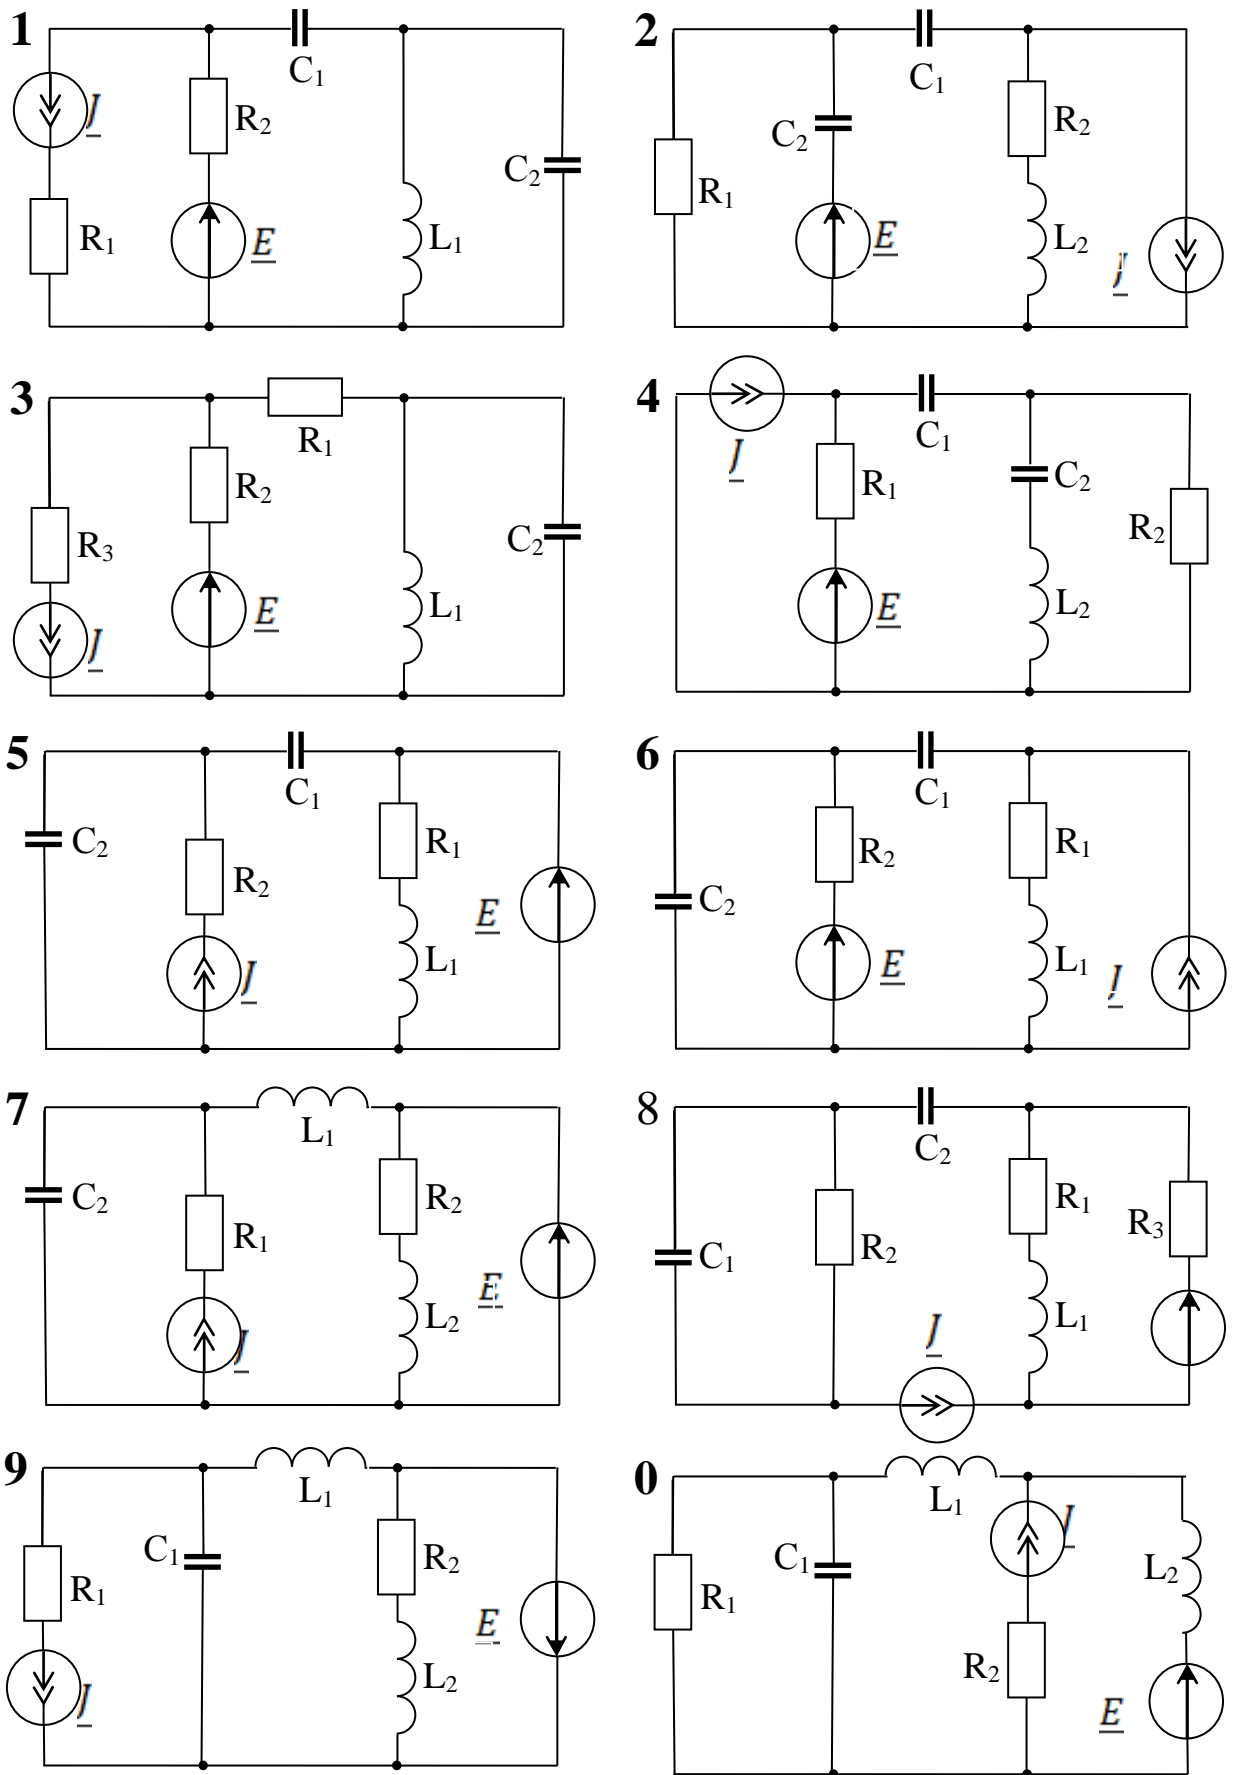 1
J
R₁
R₂
E
C₁
L₁
C₂
2
R₁
C₂
E
C₁
R₂
L₂
J
3
R₃
J
R₂
E
R₁
L₁
C₂
4
J
R₁
E
C₁
C₂
L₂
R₂
5
C₂
R₂
J
C₁
R₁
L₁
E
6
C₂
R₂
E
C₁
R₁
L₁
J
7
C₂
R₁
J
L₁
R₂
L₂
E
8
C₁
R₂
C₂
J
R₁
L₁
R₃
9
R₁
J
C₁
L₁
R₂
L₂
E
0
R₁
C₁
L₁
J
R₂
L₂
E